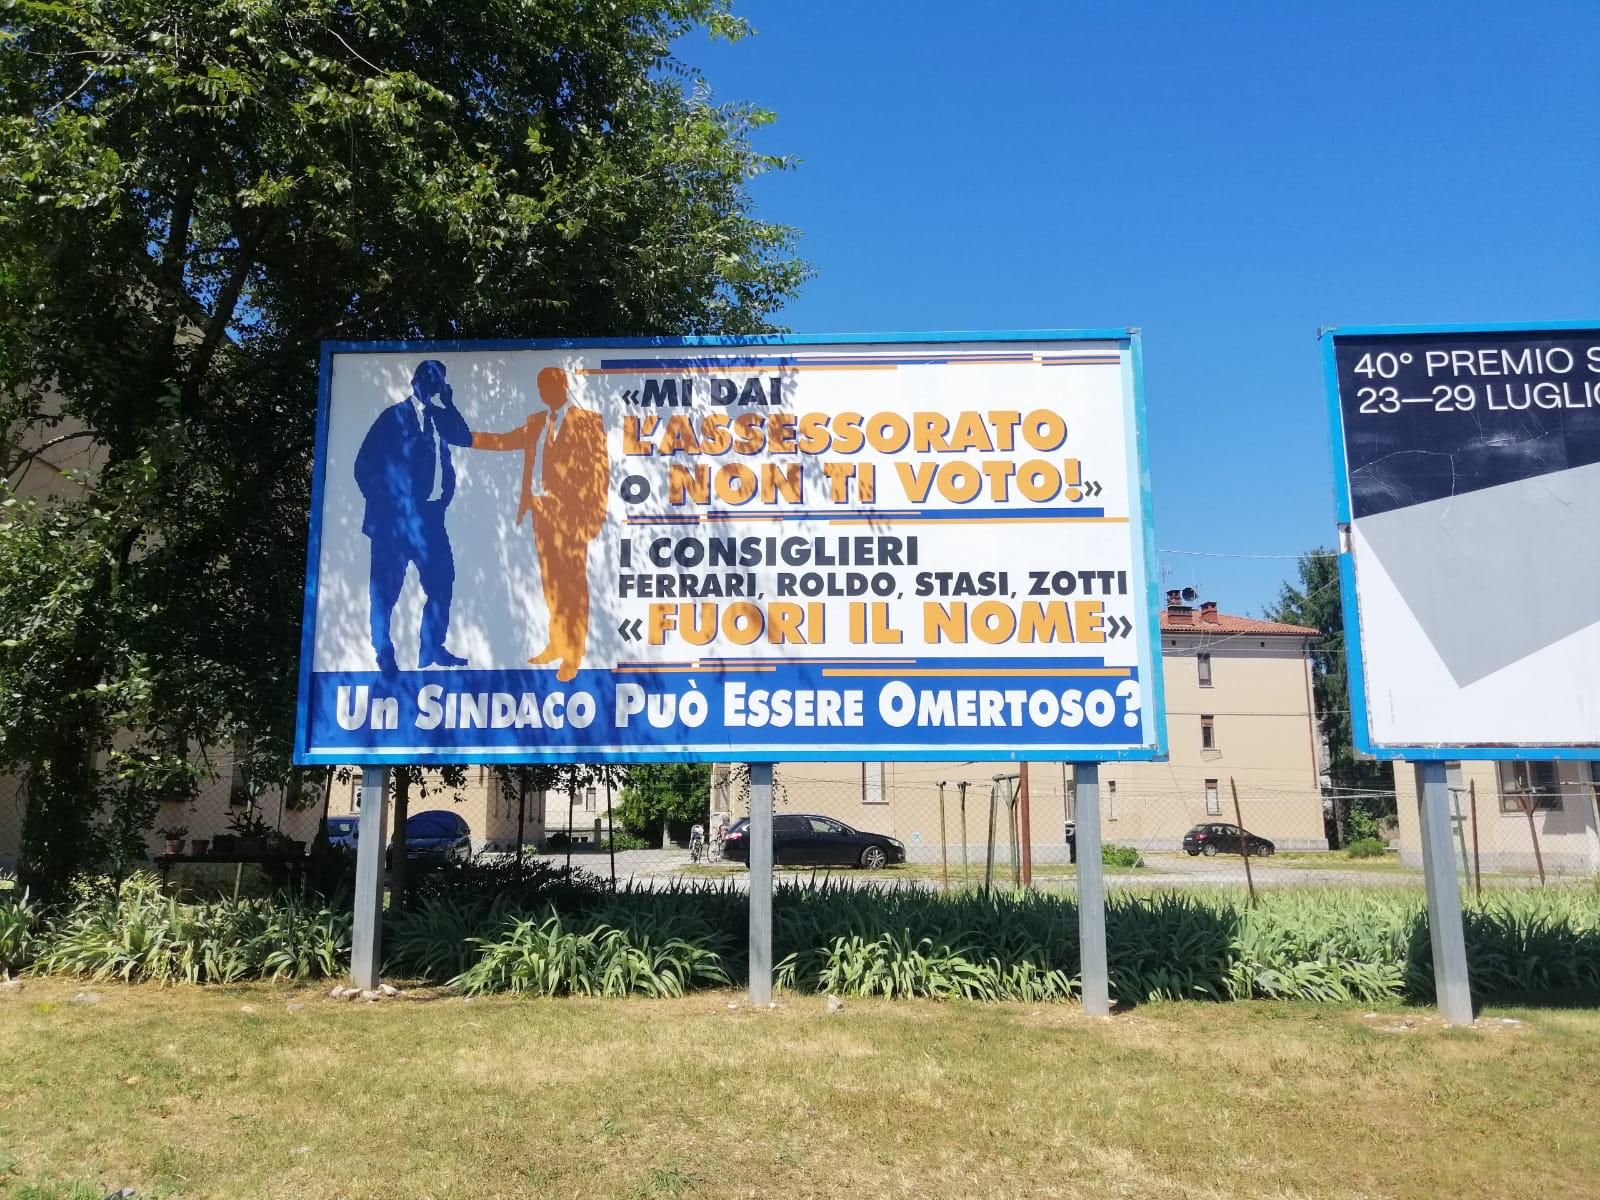 «MI DAI
L'ASSESSORATO
O NON TI VOTO!»
I CONSIGLIERI
FERRARI, ROLDO, STASI, ZOTTI
«FUORI IL NOME»
Un Sindaco Può Essere Omertoso?
40° PREMIO
23—29 LUGLIO